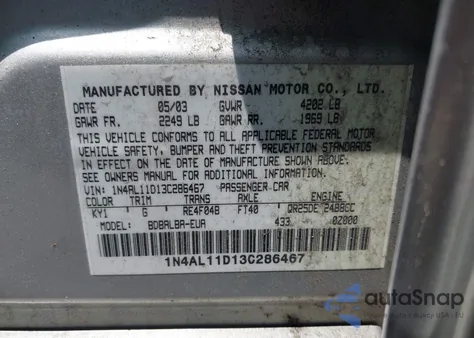 MANUFACTURED BY NISSAN MOTOR CO., LTD.
DATE 05/03 GVWR 4202 LB
GAWR FR. 2249 LB GAWR RR. 1969 LB
THIS VEHICLE CONFORMS TO ALL APPLICABLE FEDERAL MOTOR
VEHICLE SAFETY, BUMPER AND THEFT PREVENTION STANDARDS
IN EFFECT ON THE DATE OF MANUFACTURE SHOWN ABOVE.
SEE OWNERS MANUAL FOR ADDITIONAL INFORMATION.
VIN: 1N4AL11D13C286467 PASSENGER CAR
COLOR TRIM TRANS AXLE ENGINE
KY1 G RE4F04B FT40 QR25DE 2488CC
MODEL: BDBALBA-EUA 433 0Z000
1N4AL11D13C286467
autoSnap